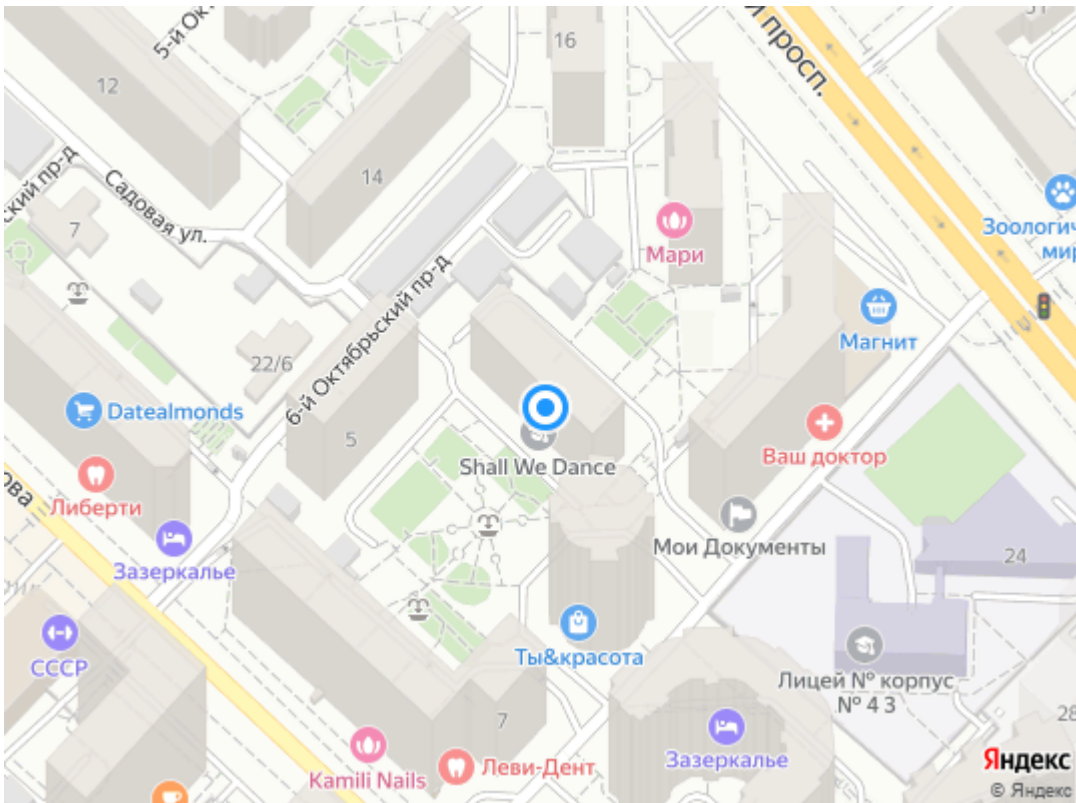 5-й Ок
й просп.
16
12
14
ский пр-д
Садовая ул.
7
Мари
Зоологич
мир
6-й Октябрьский пр-д
Магнит
22/6
Datealmonds
5
Shall We Dance
Ваш доктор
ова
Либерти
Мои Документы
24
Зазеркалье
СССР
Ты&красота
Лицей № корпус
№ 4 3
7
28
Kamili Nails
Леви-Дент
Зазеркалье
Яндекс
© Яндекс